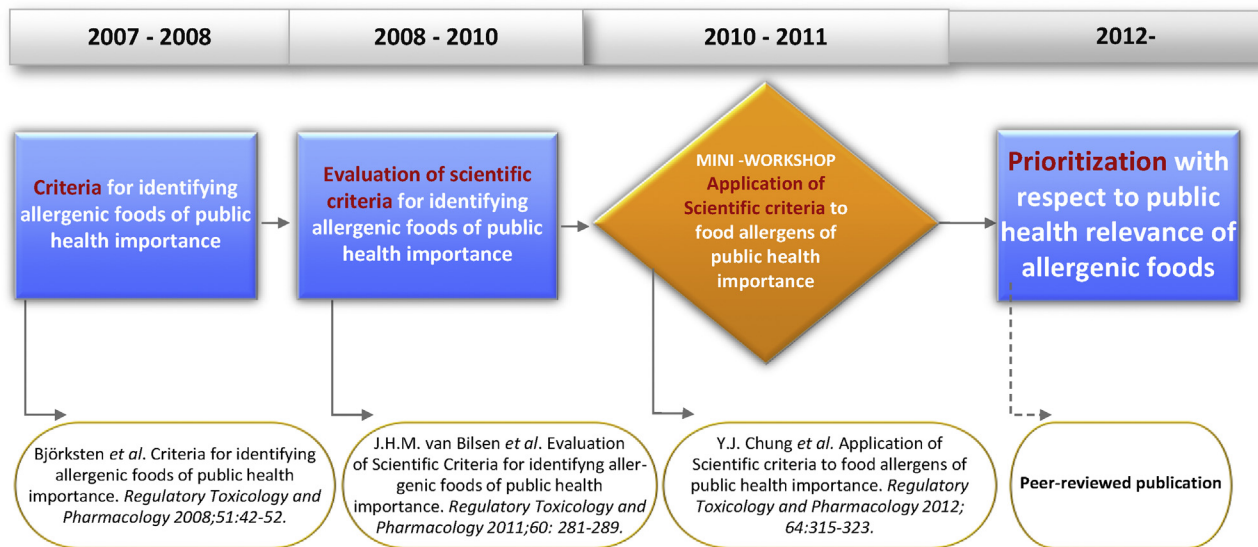 2007 - 2008
2008 - 2010
2010 - 2011
2012-
Criteria for identifying
allergenic foods of public
health importance
Evaluation of scientific
criteria for identifying
allergenic foods of public
health importance
MINI -WORKSHOP
Application of
Scientific criteria to
food allergens of
public health
importance
Prioritization with
respect to public
health relevance of
allergenic foods
Björksten et al. Criteria for identifying
allergenic foods of public health
importance. Regulatory Toxicology and
Pharmacology 2008;51:42-52.
J.H.M. van Bilsen et al. Evaluation
of Scientific Criteria for identifyng aller-
genic foods of public health
importance. Regulatory Toxicology and
Pharmacology 2011;60: 281-289.
Y.J. Chung et al. Application of
Scientific criteria to food allergens of
public health importance. Regulatory
Toxicology and Pharmacology 2012;
64:315-323.
Peer-reviewed publication